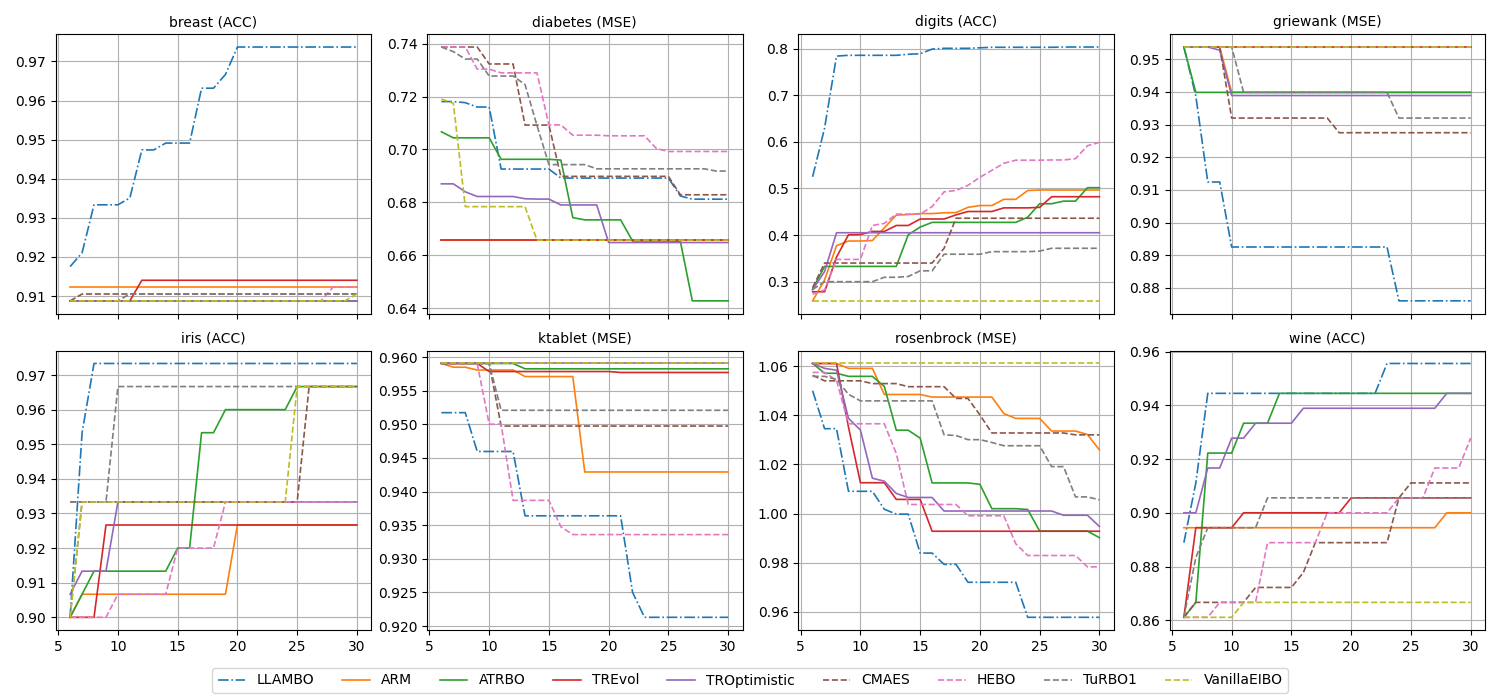 breast (ACC) diabetes (MSE) digits (ACC) griewank (MSE)
0.97 0.96 0.95 0.94 0.93 0.92 0.91
0.74 0.72 0.70 0.68 0.66 0.64
0.8 0.7 0.6 0.5 0.4 0.3
0.95 0.94 0.93 0.92 0.91 0.90 0.89 0.88
iris (ACC) ktablet (MSE) rosenbrock (MSE) wine (ACC)
0.97 0.96 0.95 0.94 0.93 0.92 0.91 0.90
0.960 0.955 0.950 0.945 0.940 0.935 0.930 0.925 0.920
1.06 1.04 1.02 1.00 0.98 0.96
0.96 0.94 0.92 0.90 0.88 0.86
5 10 15 20 25 30 5 10 15 20 25 30 5 10 15 20 25 30 5 10 15 20 25 30
LLAMBO ARM ATRBO TREvol TROptimistic CMAES HEBO TuRBO1 VanillaEIBO